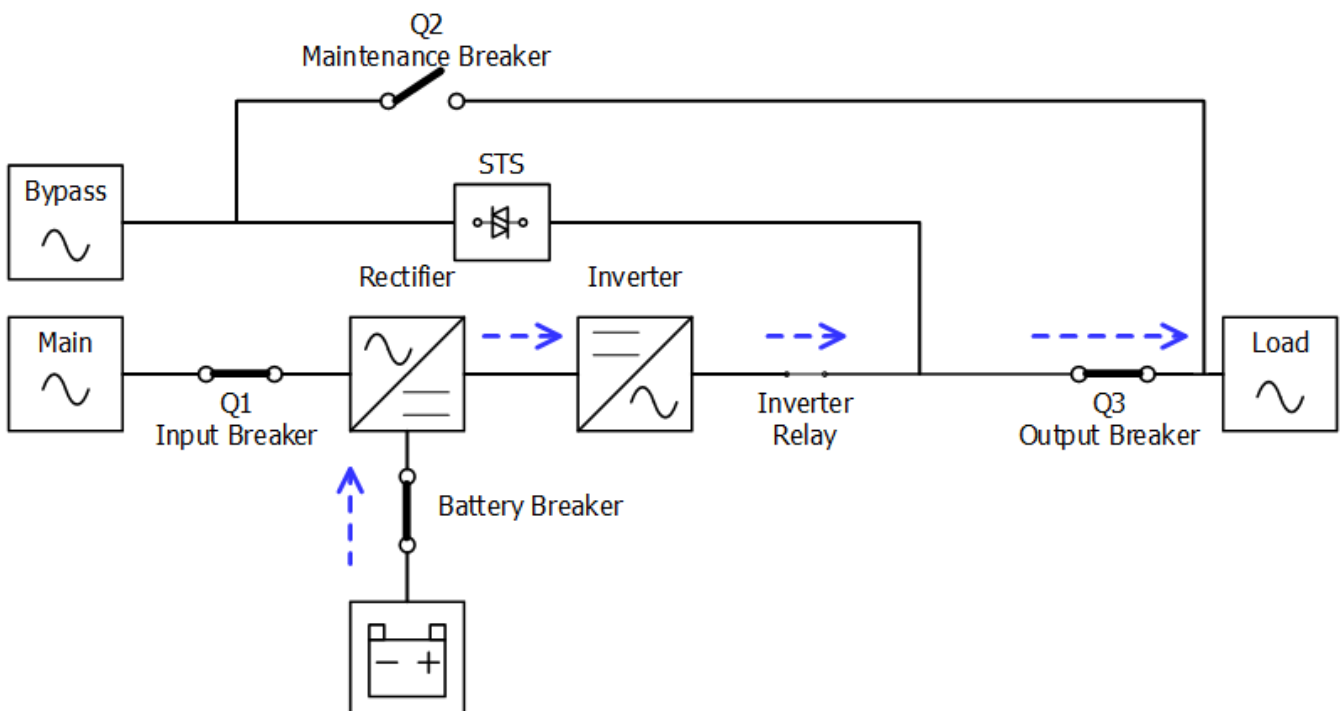 Q2
Maintenance Breaker
STS
Bypass
Rectifier
Inverter
Main
Load
Q1
Input Breaker
Inverter
Relay
Q3
Output Breaker
Battery Breaker
− +